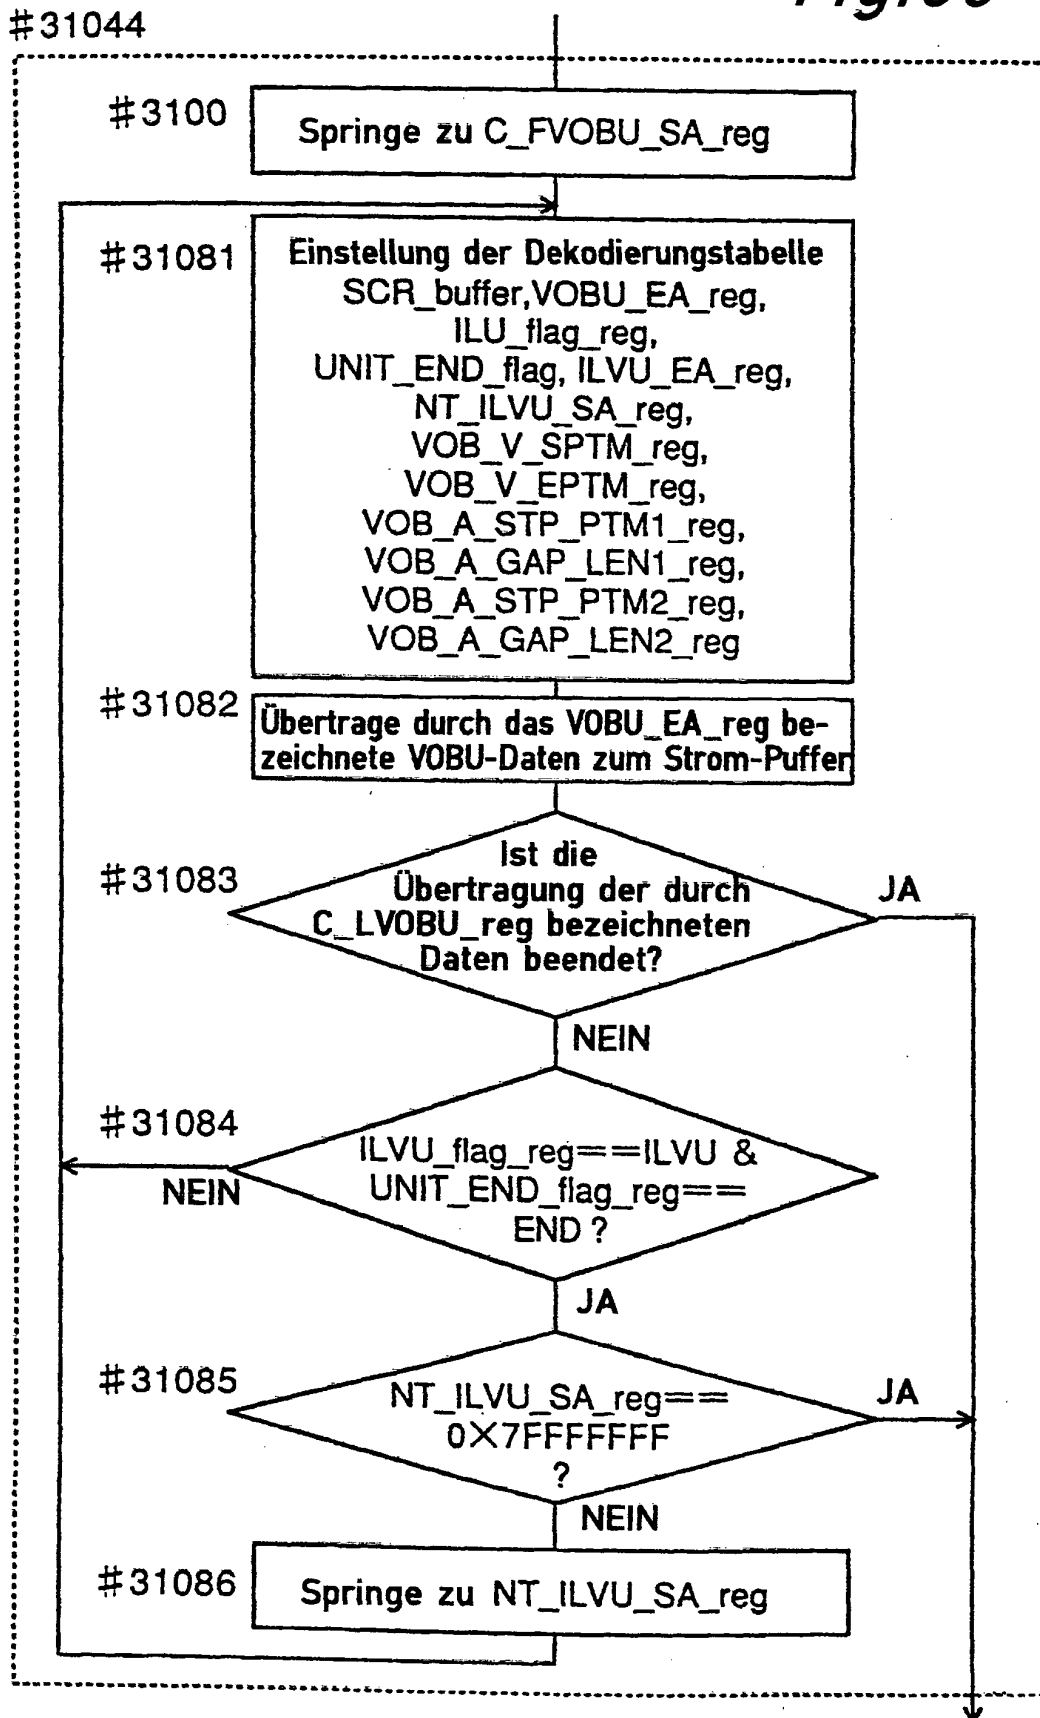 #31044
#3100
Springe zu C_FVOBU_SA_reg
#31081
Einstellung der Dekodierungstabelle
SCR_buffer,VOBU_EA_reg,
ILU_flag_reg,
UNIT_END_flag, ILVU_EA_reg,
NT_ILVU_SA_reg,
VOB_V_SPTM_reg,
VOB_V_EPTM_reg,
VOB_A_STP_PTM1_reg,
VOB_A_GAP_LEN1_reg,
VOB_A_STP_PTM2_reg,
VOB_A_GAP_LEN2_reg
#31082
Übertrage durch das VOBU_EA_reg be-
zeichnete VOBU-Daten zum Strom-Puffer
#31083
Ist die
Übertragung der durch
C_LVOBU_reg bezeichneten
Daten beendet?
JA
NEIN
#31084
ILVU_flag_reg==ILVU &
UNIT_END_flag_reg==
END ?
NEIN
JA
#31085
NT_ILVU_SA_reg==
0X7FFFFFFF
?
JA
NEIN
#31086
Springe zu NT_ILVU_SA_reg